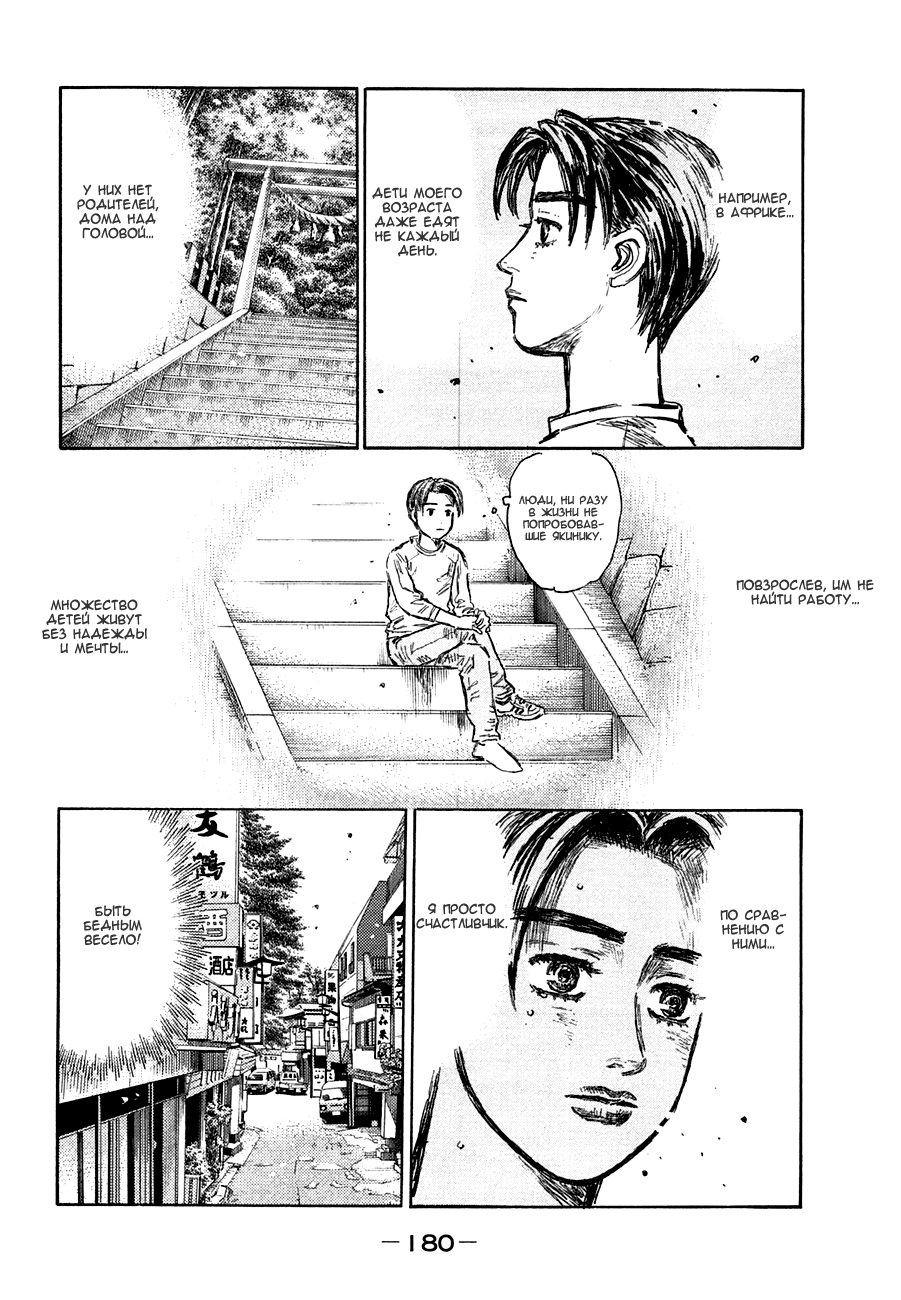 НАПРИМЕР,
В АФРИКЕ...
ДЕТИ МОЕГО
ВОЗРАСТА
ДАЖЕ ЕДЯТ
НЕ КАЖДЫЙ
ДЕНЬ.
У НИХ НЕТ
РОДИТЕЛЕЙ,
ДОМА НАД
ГОЛОВОЙ...
ПОВЗРОСЛЕВ, ИМ НЕ
НАЙТИ РАБОТУ...
ЛЮДИ, НИ РАЗУ
В ЖИЗНИ НЕ
ПОПРОБОВАВ-
ШИЕ ЯКИНИКУ.
МНОЖЕСТВО
ДЕТЕЙ ЖИВУТ
БЕЗ НАДЕЖДЫ
И МЕЧТЫ...
ПО СРАВ-
НЕНИЮ С
НИМИ...
Я ПРОСТО
СЧАСТЛИВЧИК.
БЫТЬ
БЕДНЫМ
ВЕСЕЛО!
友
鶴
酒
酒店
— 180 —